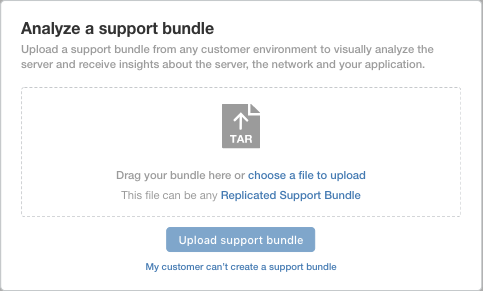 Analyze a support bundle
Upload a support bundle from any customer environment to visually analyze the
server and receive insights about the server, the network and your application.
TAR
Drag your bundle here or choose a file to upload
This file can be any Replicated Support Bundle
Upload support bundle
My customer can't create a support bundle